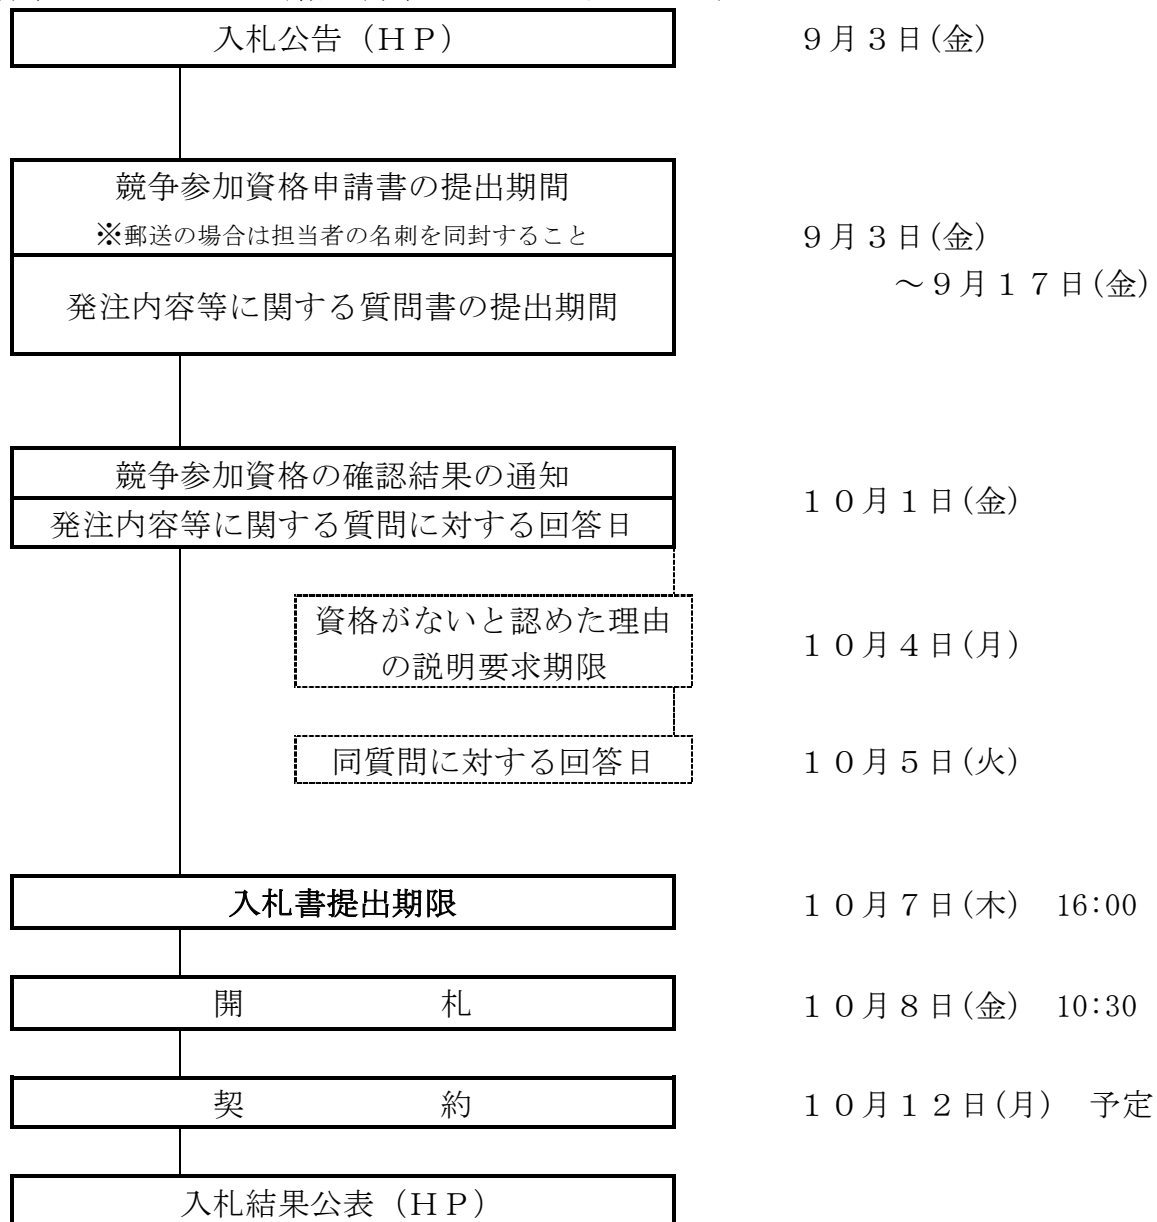 入札公告（ＨＰ）　９月３日(金)
競争参加資格申請書の提出期間
※郵送の場合は担当者の名刺を同封すること　９月３日(金)
～９月１７日(金)
発注内容等に関する質問書の提出期間
競争参加資格の確認結果の通知
１０月１日(金)
発注内容等に関する質問に対する回答日
資格がないと認めた理由
の説明要求期限
１０月４日(月)
同質問に対する回答日　１０月５日(火)
入札書提出期限　１０月７日(木)　16:00
開　札　１０月８日(金)　10:30
契　約　１０月１２日(月)　予定
入札結果公表（ＨＰ）